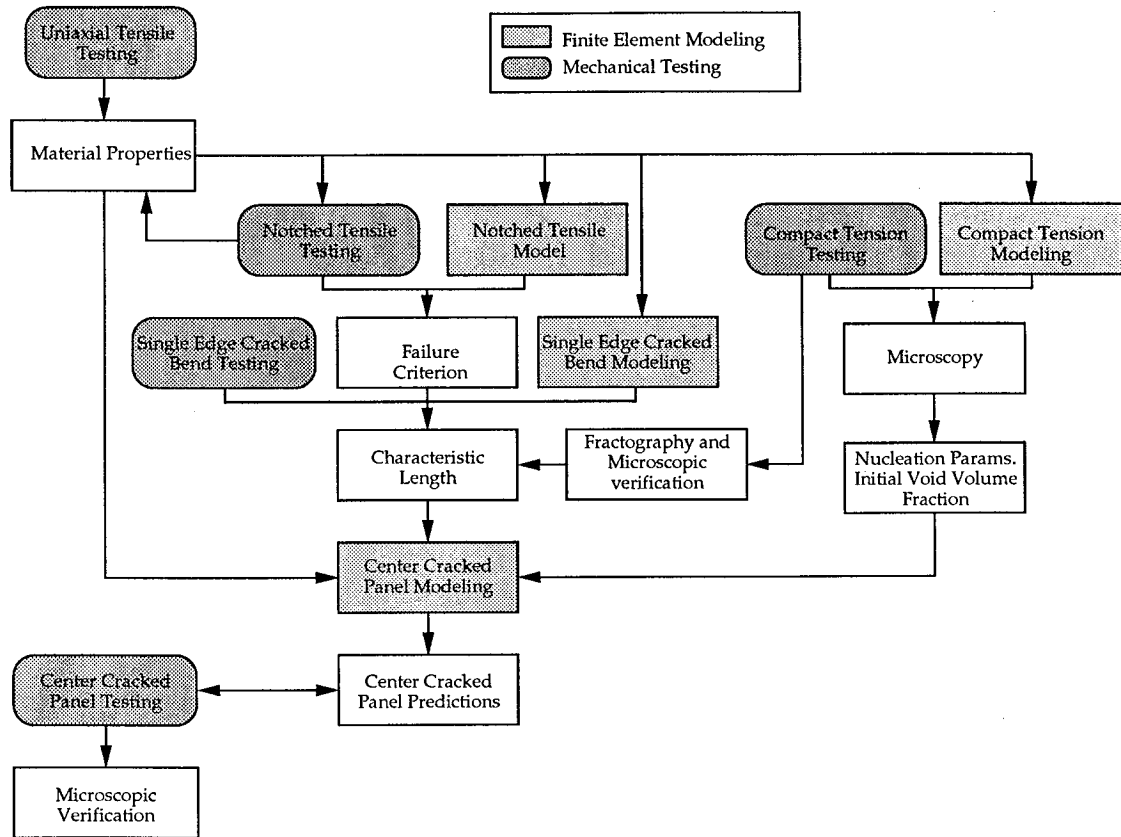 Uniaxial Tensile
Testing
Finite Element Modeling
Mechanical Testing
Material Properties
Notched Tensile
Testing
Notched Tensile
Model
Compact Tension
Testing
Compact Tension
Modeling
Single Edge Cracked
Bend Testing
Failure
Criterion
Single Edge Cracked
Bend Modeling
Microscopy
Characteristic
Length
Fractography and
Microscopic
verification
Nucleation Params.
Initial Void Volume
Fraction
Center Cracked
Panel Modeling
Center Cracked
Panel Testing
Center Cracked
Panel Predictions
Microscopic
Verification